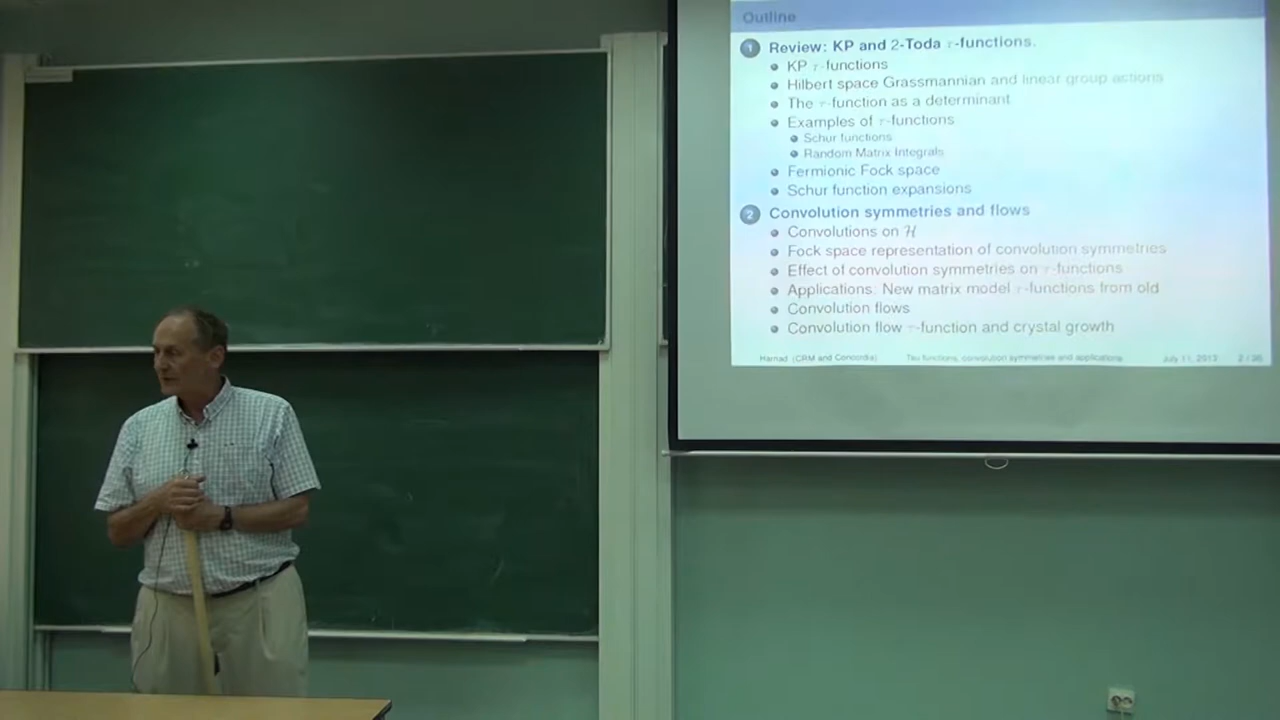 Outline
1 Review: KP and 2-Toda τ-functions.
KP τ-functions
Hilbert space Grassmannian and linear group actions
The τ-function as a determinant
Examples of τ-functions
Schur functions
Random Matrix Integrals
Fermionic Fock space
Schur function expansions
2 Convolution symmetries and flows
Convolutions on ℋ
Fock space representation of convolution symmetries
Effect of convolution symmetries on τ-functions
Applications: New matrix model τ-functions from old
Convolution flows
Convolution flow τ-function and crystal growth
Harnad (CRM and Concordia) Tau functions, convolution symmetries and applications July 11, 2013 2 / 36